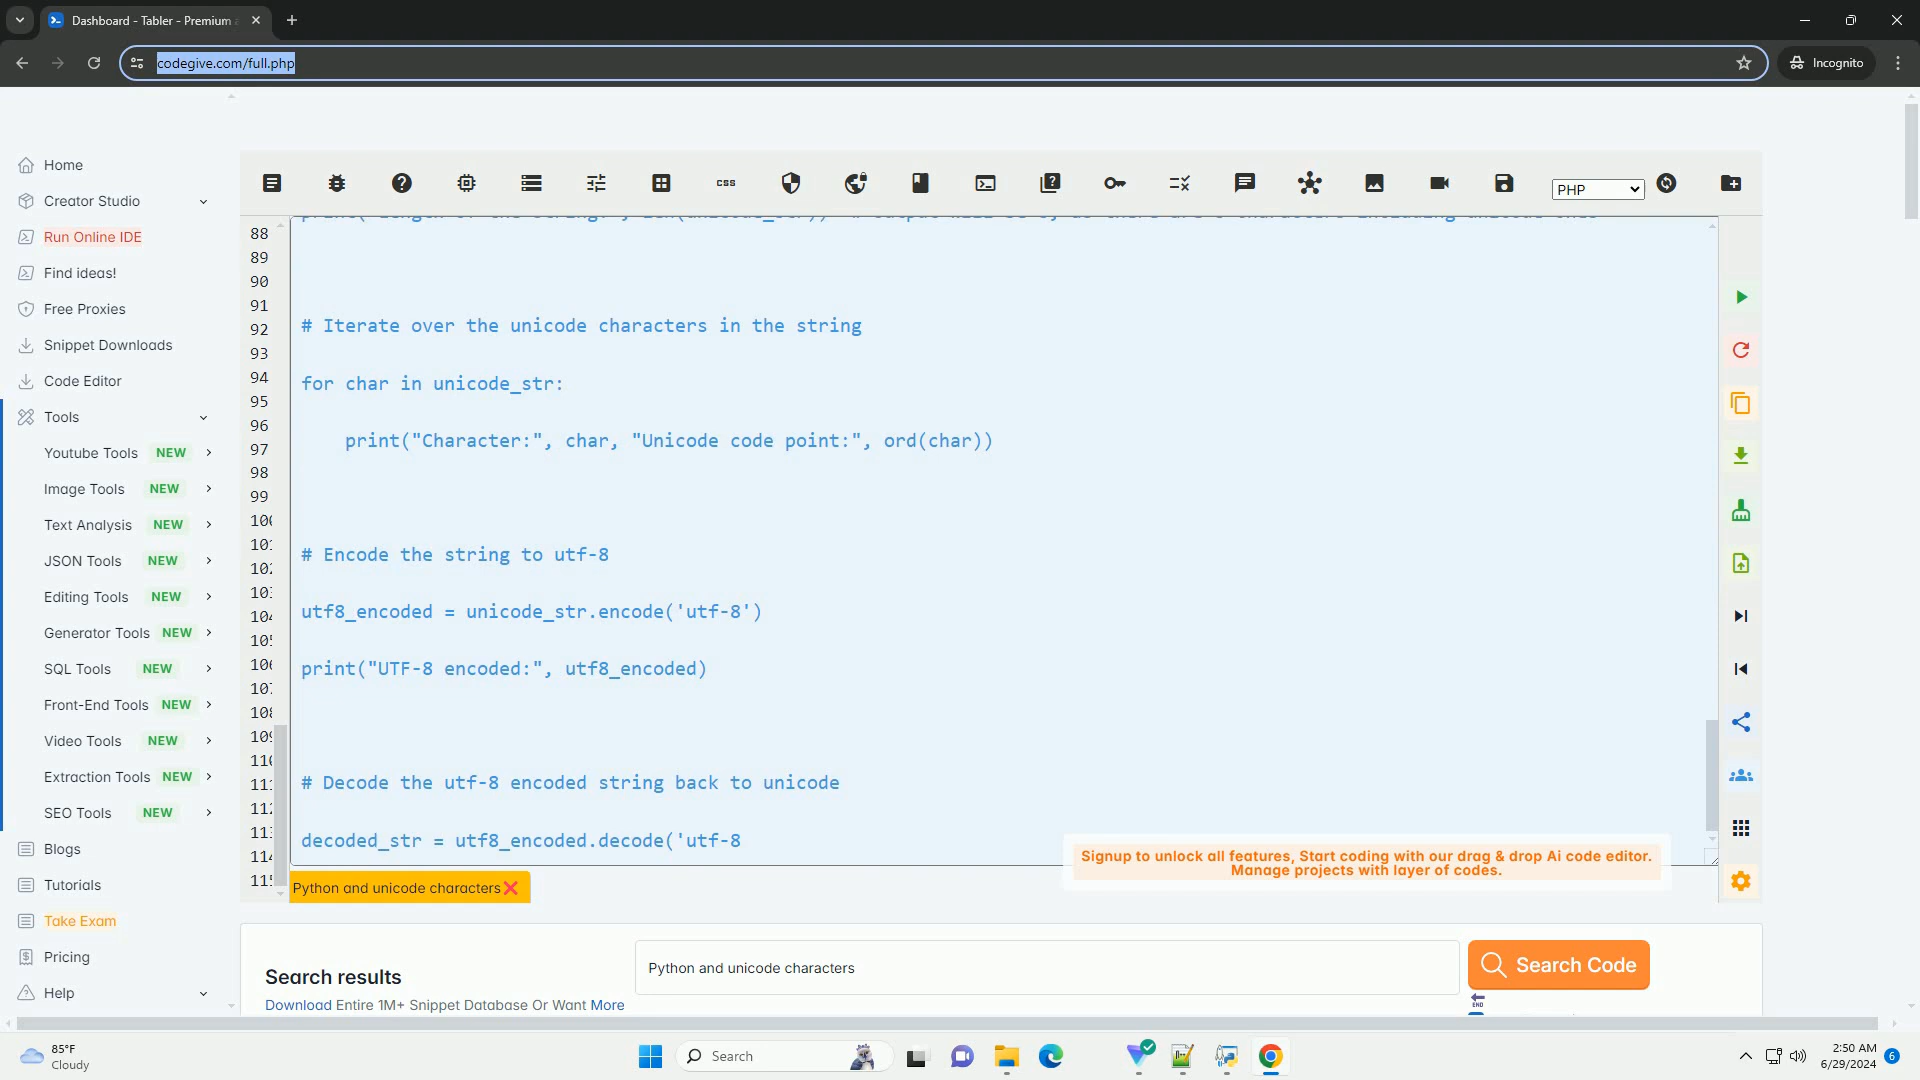 Dashboard - Tabler - Premium
codegive.com/full.php
Incognito
Home
Creator Studio
Run Online IDE
Find ideas!
Free Proxies
Snippet Downloads
Code Editor
Tools
Youtube Tools NEW
Image Tools NEW
Text Analysis NEW
JSON Tools NEW
Editing Tools NEW
Generator Tools NEW
SQL Tools NEW
Front-End Tools NEW
Video Tools NEW
Extraction Tools NEW
SEO Tools NEW
Blogs
Tutorials
Take Exam
Pricing
Help
css
PHP
88
89
90
91
92
93
94
95
96
97
98
99
# Iterate over the unicode characters in the string
for char in unicode_str:
print("Character:", char, "Unicode code point:", ord(char))
# Encode the string to utf-8
utf8_encoded = unicode_str.encode('utf-8')
print("UTF-8 encoded:", utf8_encoded)
# Decode the utf-8 encoded string back to unicode
decoded_str = utf8_encoded.decode('utf-8
Signup to unlock all features, Start coding with our drag & drop Ai code editor.
Manage projects with layer of codes.
Python and unicode characters
Search results
Download Entire 1M+ Snippet Database Or Want More
Python and unicode characters
Search Code
END
85°F
Cloudy
Search
2:50 AM
6/29/2024
6